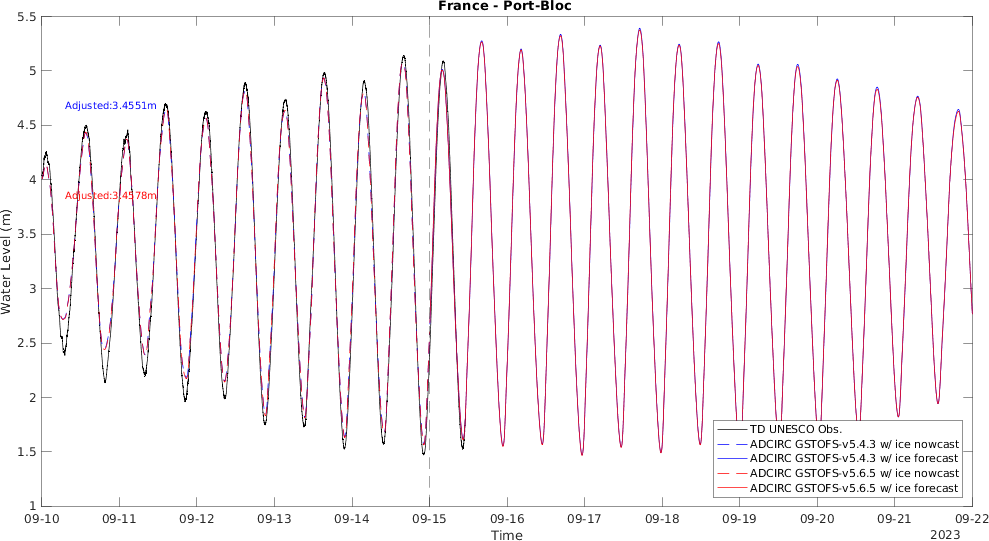 France - Port-Bloc
5.5
5
4.5
4
3.5
3
2.5
2
1.5
1
Water Level (m)
Adjusted:3.4551m
Adjusted:3.4578m
TD UNESCO Obs.
ADCIRC GSTOFS-v5.4.3 w/ ice nowcast
ADCIRC GSTOFS-v5.4.3 w/ ice forecast
ADCIRC GSTOFS-v5.6.5 w/ ice nowcast
ADCIRC GSTOFS-v5.6.5 w/ ice forecast
09-10 09-11 09-12 09-13 09-14 09-15 09-16 09-17 09-18 09-19 09-20 09-21 09-22
Time
2023